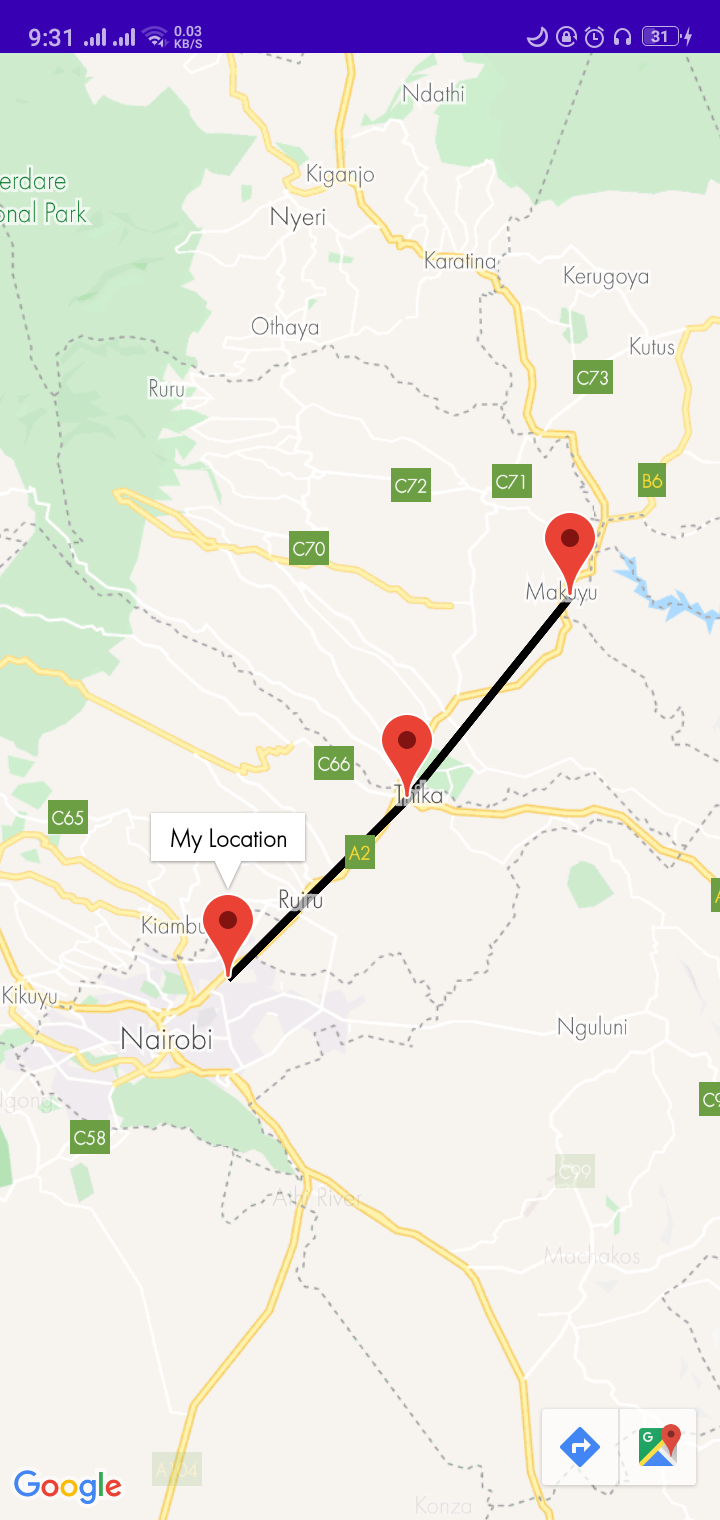 9:31
0.03
KB/S
31
Ndathi
erdare
onal Park
Kiganjo
Nyeri
Karatina
Kerugoya
Othaya
Kutus
Ruru
C73
C72
C71
B6
C70
Makuyu
C66
Thika
C65
My Location
A2
Ruiru
Kiambu
Kikuyu
Nguluni
Nairobi
Ngong
C9
C58
C99
Athi River
Machakos
A104
G
Google
Konza